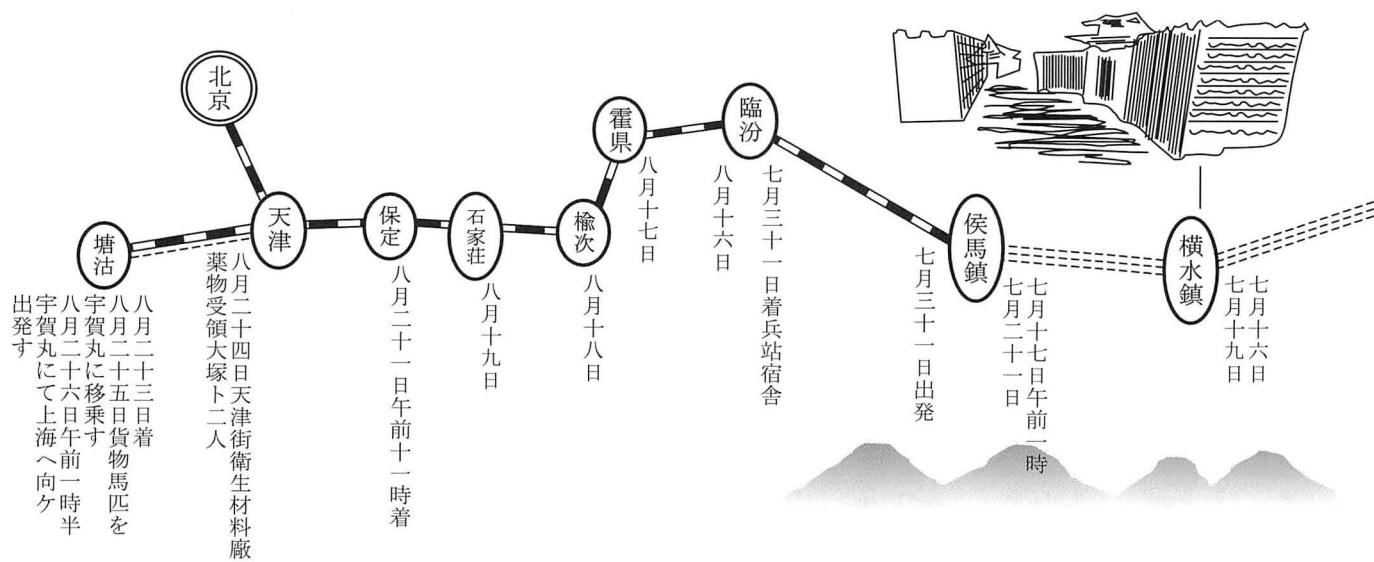 横水鎮
七月十六日
七月十九日
侯馬鎮
七月十七日午前一時
七月二十一日
七月三十一日出発
臨汾
七月三十一日着兵站宿舎
八月十六日
霍県
八月十七日
楡次
八月十八日
石家荘
八月十九日
保定
八月二十一日午前十一時着
北京
天津
八月二十四日天津街衛生材料廠
薬物受領大塚ト二人
塘沽
八月二十三日着
八月二十五日貨物馬匹を
宇賀丸に移乗す
八月二十六日午前一時半
宇賀丸にて上海へ向ケ
出発す